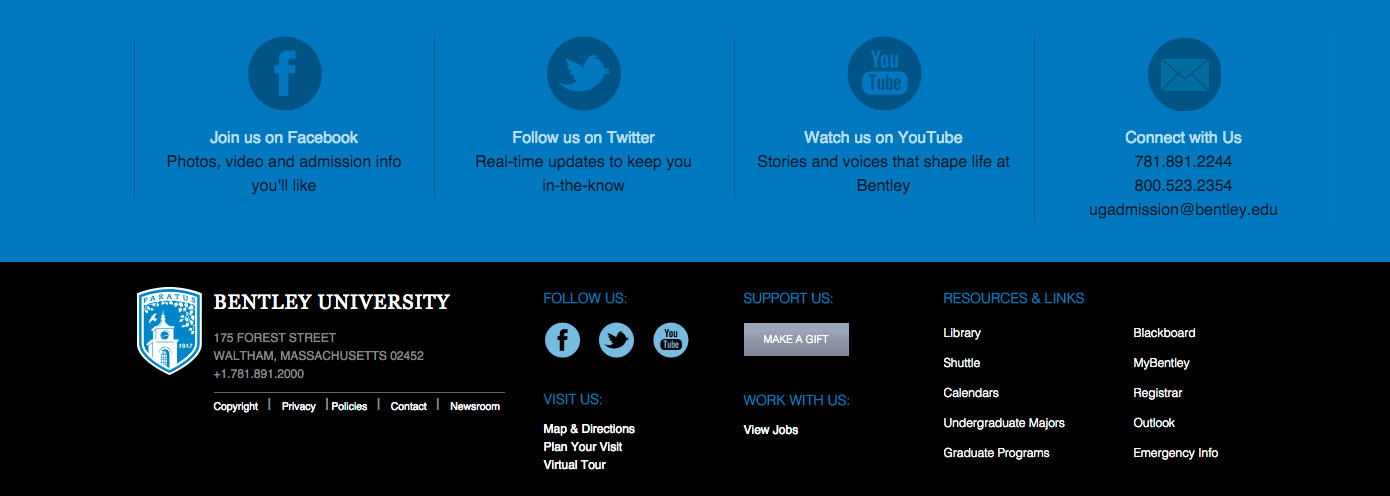 You
Tube
Join us on Facebook
Photos, video and admission info
you'll like
Follow us on Twitter
Real-time updates to keep you
in-the-know
Watch us on YouTube
Stories and voices that shape life at
Bentley
Connect with Us
781.891.2244
800.523.2354
ugadmission@bentley.edu
PARATUS
1917
BENTLEY UNIVERSITY
175 FOREST STREET
WALTHAM, MASSACHUSETTS 02452
+1.781.891.2000
Copyright | Privacy | Policies | Contact | Newsroom
FOLLOW US:
You
Tube
VISIT US:
Map & Directions
Plan Your Visit
Virtual Tour
SUPPORT US:
MAKE A GIFT
WORK WITH US:
View Jobs
RESOURCES & LINKS
Library
Shuttle
Calendars
Undergraduate Majors
Graduate Programs
Blackboard
MyBentley
Registrar
Outlook
Emergency Info